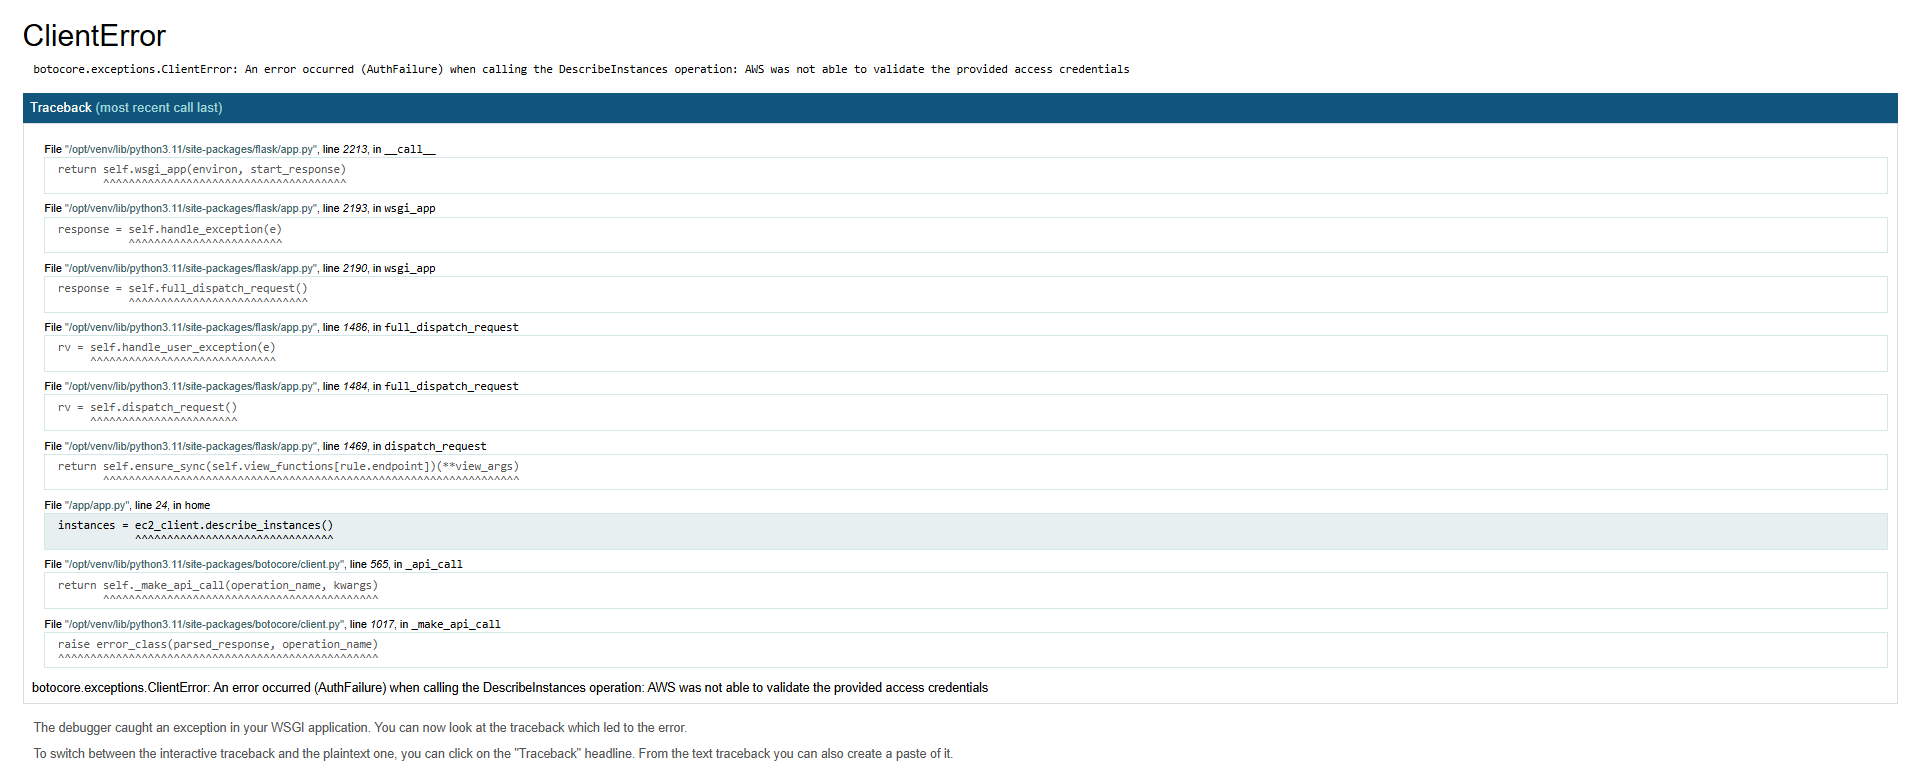 ClientError
botocore.exceptions.ClientError: An error occurred (AuthFailure) when calling the DescribeInstances operation: AWS was not able to validate the provided access credentials
Traceback (most recent call last)
File "/opt/venv/lib/python3.11/site-packages/flask/app.py", line 2213, in __call__
return self.wsgi_app(environ, start_response)
^^^^^^^^^^^^^^^^^^^^^^^^^^^^^^^^^^^^^^
File "/opt/venv/lib/python3.11/site-packages/flask/app.py", line 2193, in wsgi_app
response = self.handle_exception(e)
^^^^^^^^^^^^^^^^^^^^^^^^
File "/opt/venv/lib/python3.11/site-packages/flask/app.py", line 2190, in wsgi_app
response = self.full_dispatch_request()
^^^^^^^^^^^^^^^^^^^^^^^^^^^^
File "/opt/venv/lib/python3.11/site-packages/flask/app.py", line 1486, in full_dispatch_request
rv = self.handle_user_exception(e)
^^^^^^^^^^^^^^^^^^^^^^^^^^^^^
File "/opt/venv/lib/python3.11/site-packages/flask/app.py", line 1484, in full_dispatch_request
rv = self.dispatch_request()
^^^^^^^^^^^^^^^^^^^^^^^
File "/opt/venv/lib/python3.11/site-packages/flask/app.py", line 1469, in dispatch_request
return self.ensure_sync(self.view_functions[rule.endpoint])(**view_args)
^^^^^^^^^^^^^^^^^^^^^^^^^^^^^^^^^^^^^^^^^^^^^^^^^^^^^^^^^^^^^^^^^
File "/app/app.py", line 24, in home
instances = ec2_client.describe_instances()
^^^^^^^^^^^^^^^^^^^^^^^^^^^^^^^
File "/opt/venv/lib/python3.11/site-packages/botocore/client.py", line 565, in _api_call
return self._make_api_call(operation_name, kwargs)
^^^^^^^^^^^^^^^^^^^^^^^^^^^^^^^^^^^^^^^^^^^
File "/opt/venv/lib/python3.11/site-packages/botocore/client.py", line 1017, in _make_api_call
raise error_class(parsed_response, operation_name)
^^^^^^^^^^^^^^^^^^^^^^^^^^^^^^^^^^^^^^^^^^^^^^^^^^
botocore.exceptions.ClientError: An error occurred (AuthFailure) when calling the DescribeInstances operation: AWS was not able to validate the provided access credentials
The debugger caught an exception in your WSGI application. You can now look at the traceback which led to the error.
To switch between the interactive traceback and the plaintext one, you can click on the "Traceback" headline. From the text traceback you can also create a paste of it.